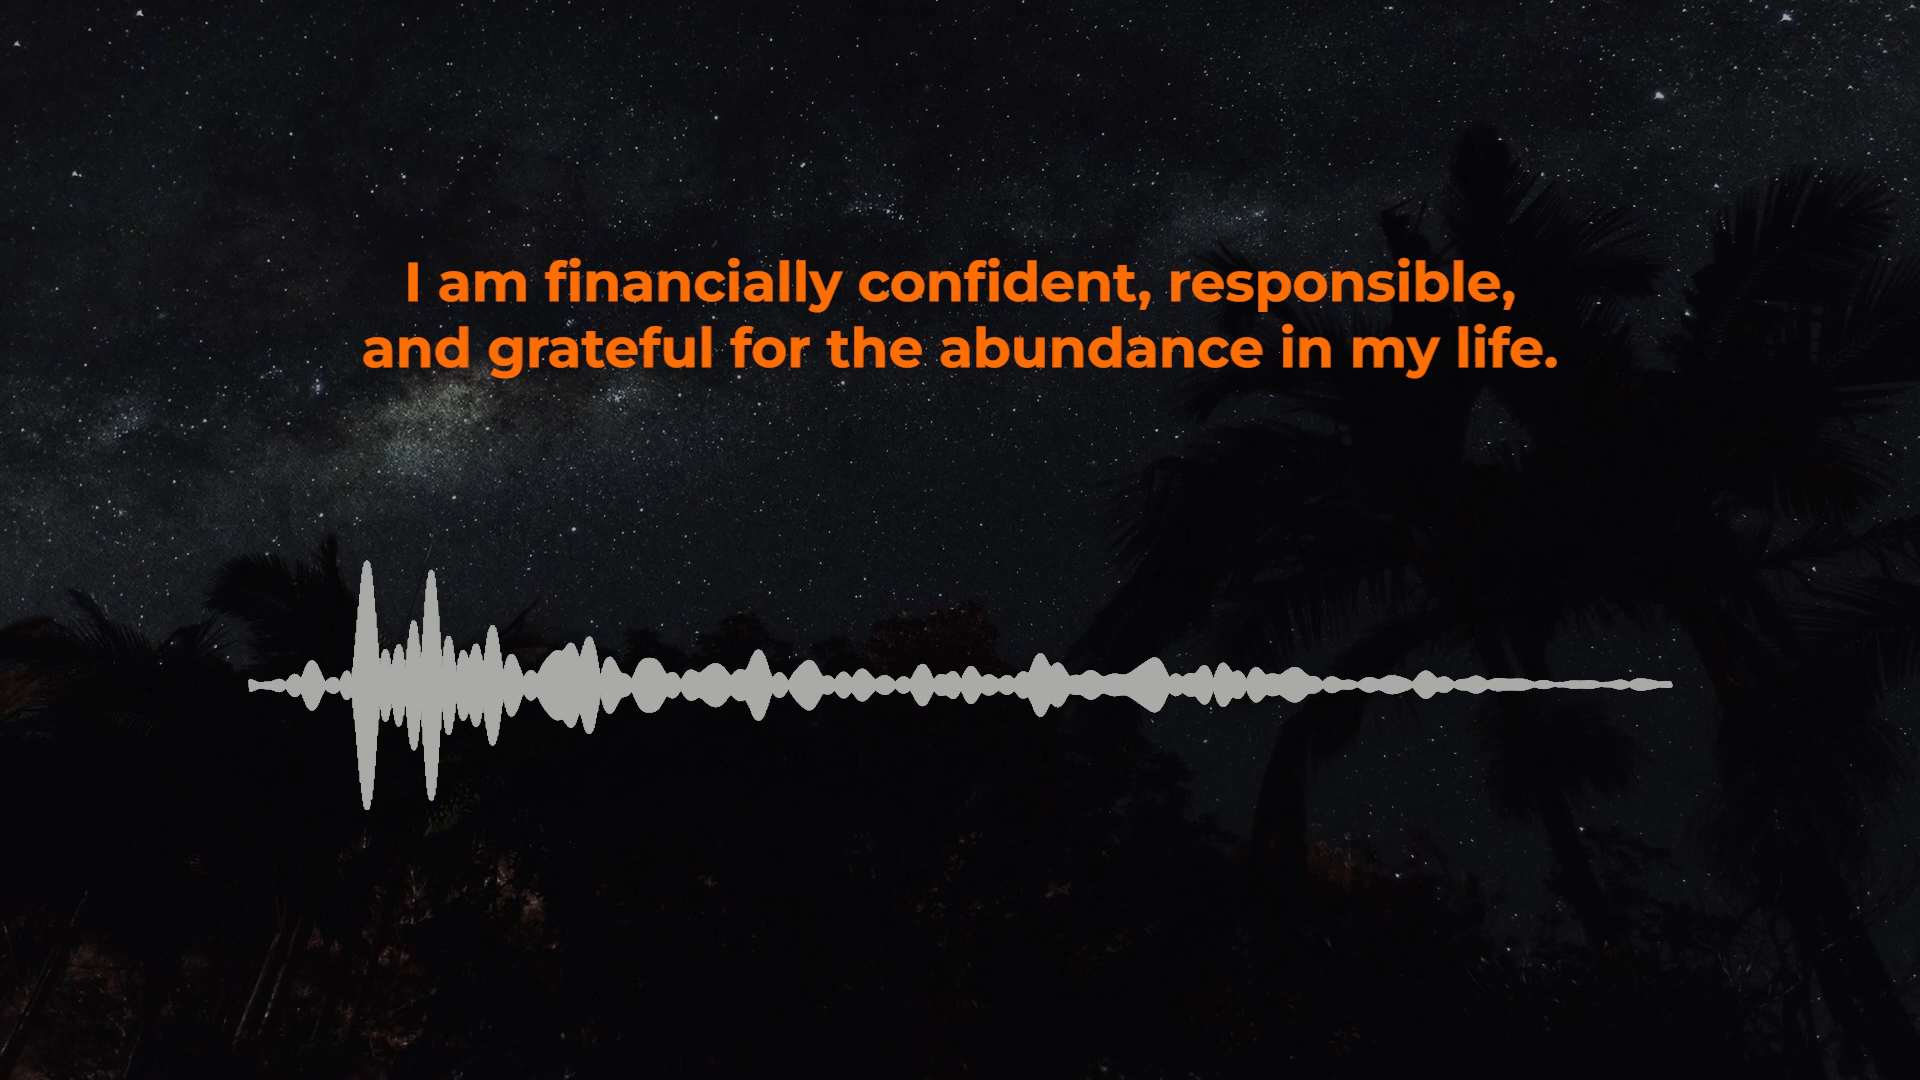 I am financially confident, responsible,
and grateful for the abundance in my life.